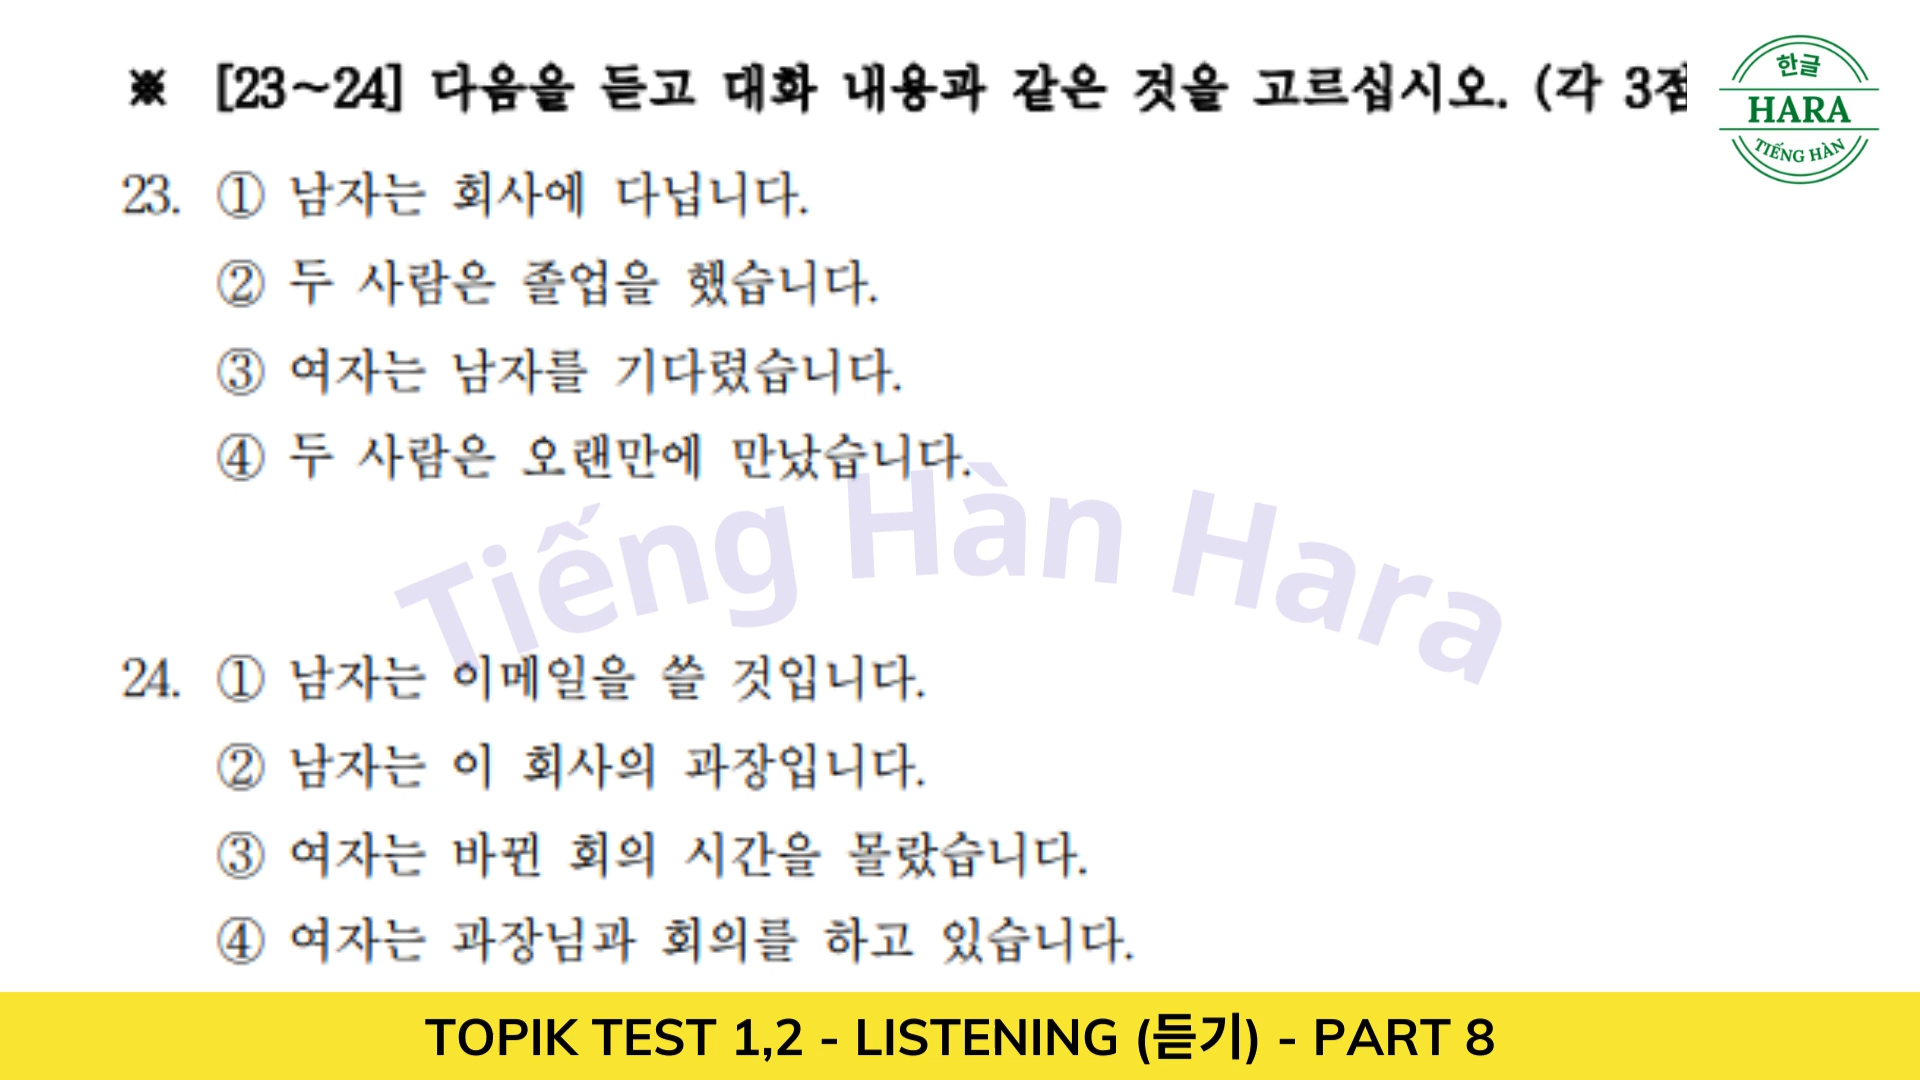 ※ [23~24] 다음을 듣고 대화 내용과 같은 것을 고르십시오. (각 3점
한글
HARA
TIẾNG HÀN
23. ① 남자는 회사에 다닙니다.
② 두 사람은 졸업을 했습니다.
③ 여자는 남자를 기다렸습니다.
④ 두 사람은 오랜만에 만났습니다.
Tiếng Hàn Hara
24. ① 남자는 이메일을 쓸 것입니다.
② 남자는 이 회사의 과장입니다.
③ 여자는 바뀐 회의 시간을 몰랐습니다.
④ 여자는 과장님과 회의를 하고 있습니다.
TOPIK TEST 1,2 - LISTENING (듣기) - PART 8